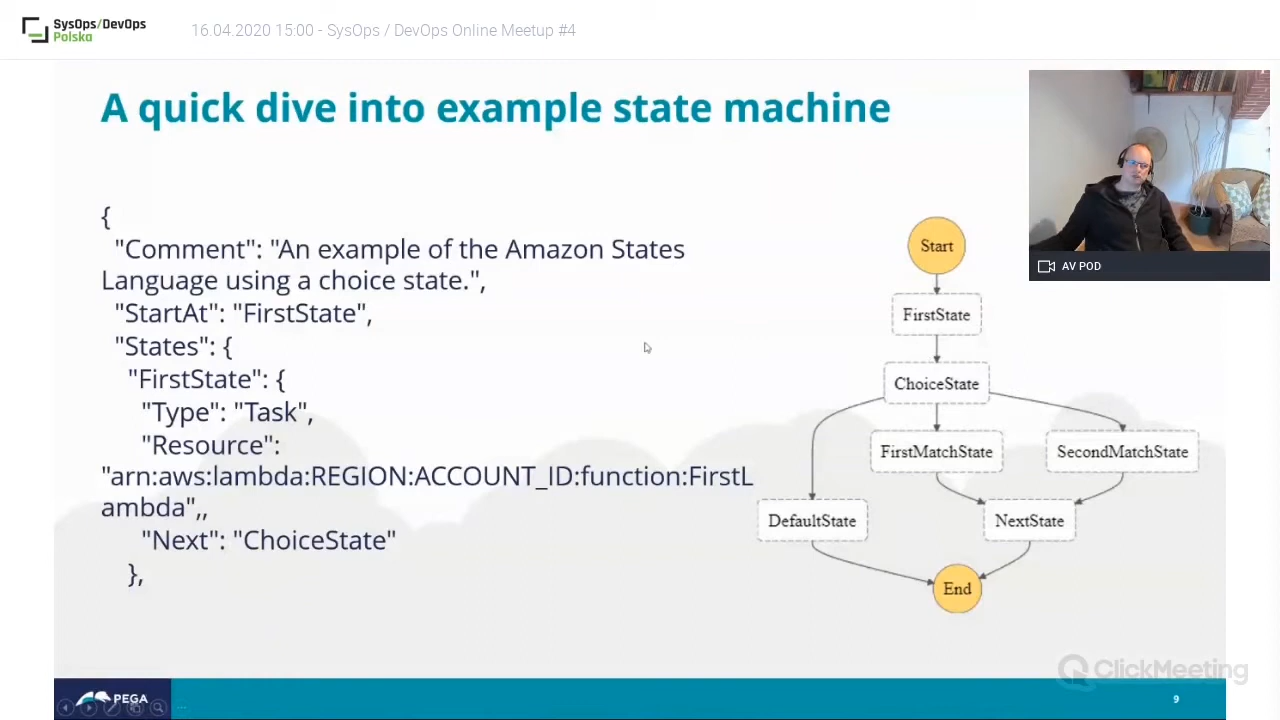 SysOps/DevOps
Polska
16.04.2020 15:00 - SysOps / DevOps Online Meetup #4
A quick dive into example state machine
{
"Comment": "An example of the Amazon States
Language using a choice state.",
"StartAt": "FirstState",
"States": {
"FirstState": {
"Type": "Task",
"Resource":
"arn:aws:lambda:REGION:ACCOUNT_ID:function:FirstL
ambda",,
"Next": "ChoiceState"
},
Start
FirstState
ChoiceState
FirstMatchState
SecondMatchState
DefaultState
NextState
End
AV POD
ClickMeeting
PEGA
9